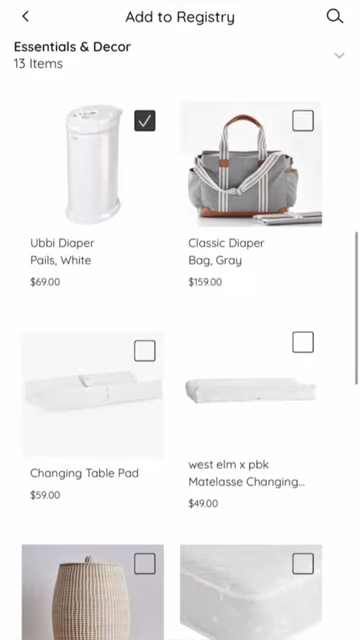 Add to Registry
Essentials & Decor
13 Items
Ubbi Diaper
Pails, White
$69.00
Classic Diaper
Bag, Gray
$159.00
Changing Table Pad
$59.00
west elm x pbk
Matelasse Changing...
$49.00